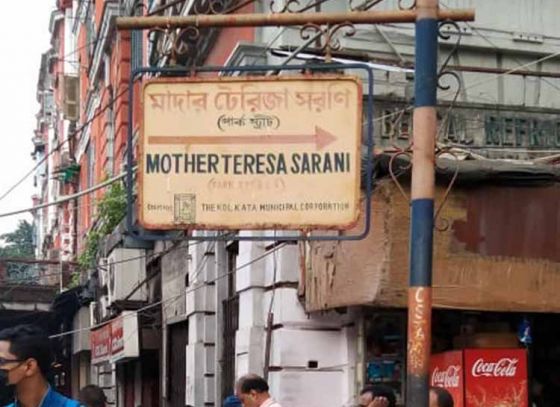 মাদার টেরিজা সরণি
(পার্ক স্ট্রীট)
MOTHER TERESA SARANI
(PARK STREET)
THE KOLKATA MUNICIPAL CORPORATION
Coca-Cola
Coca-Cola